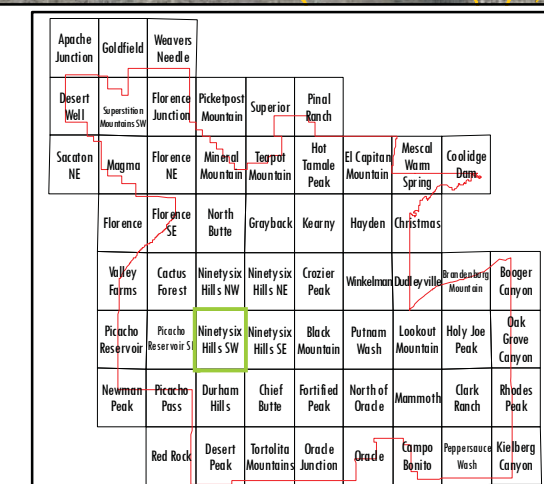 Apache
Junction
Goldfield
Weavers
Needle
Desert
Well
Superstition
Mountains SW
Florence
Junction
Picketpost
Mountain
Superior
Pinal
Ranch
Sacaton
NE
Magma
Florence
NE
Mineral
Mountain
Teapot
Mountain
Hot
Tamale
Peak
El Capitan
Mountain
Mescal
Warm
Spring
Coolidge
Dam
Florence
Florence
SE
North
Butte
Grayback
Kearny
Hayden
Christmas
Valley
Farms
Cactus
Forest
Ninetysix
Hills NW
Ninetysix
Hills NE
Crozier
Peak
Winkelman
Dudleyville
Brandenburg
Mountain
Booger
Canyon
Picacho
Reservoir
Picacho
Reservoir SE
Ninetysix
Hills SW
Ninetysix
Hills SE
Black
Mountain
Putnam
Wash
Lookout
Mountain
Holy Joe
Peak
Oak
Grove
Canyon
Newman
Peak
Picacho
Pass
Durham
Hills
Chief
Butte
Fortified
Peak
North of
Oracle
Mammoth
Clark
Ranch
Rhodes
Peak
Red Rock
Desert
Peak
Tortolita
Mountains
Oracle
Junction
Oracle
Campo
Bonito
Peppersauce
Wash
Kielberg
Canyon